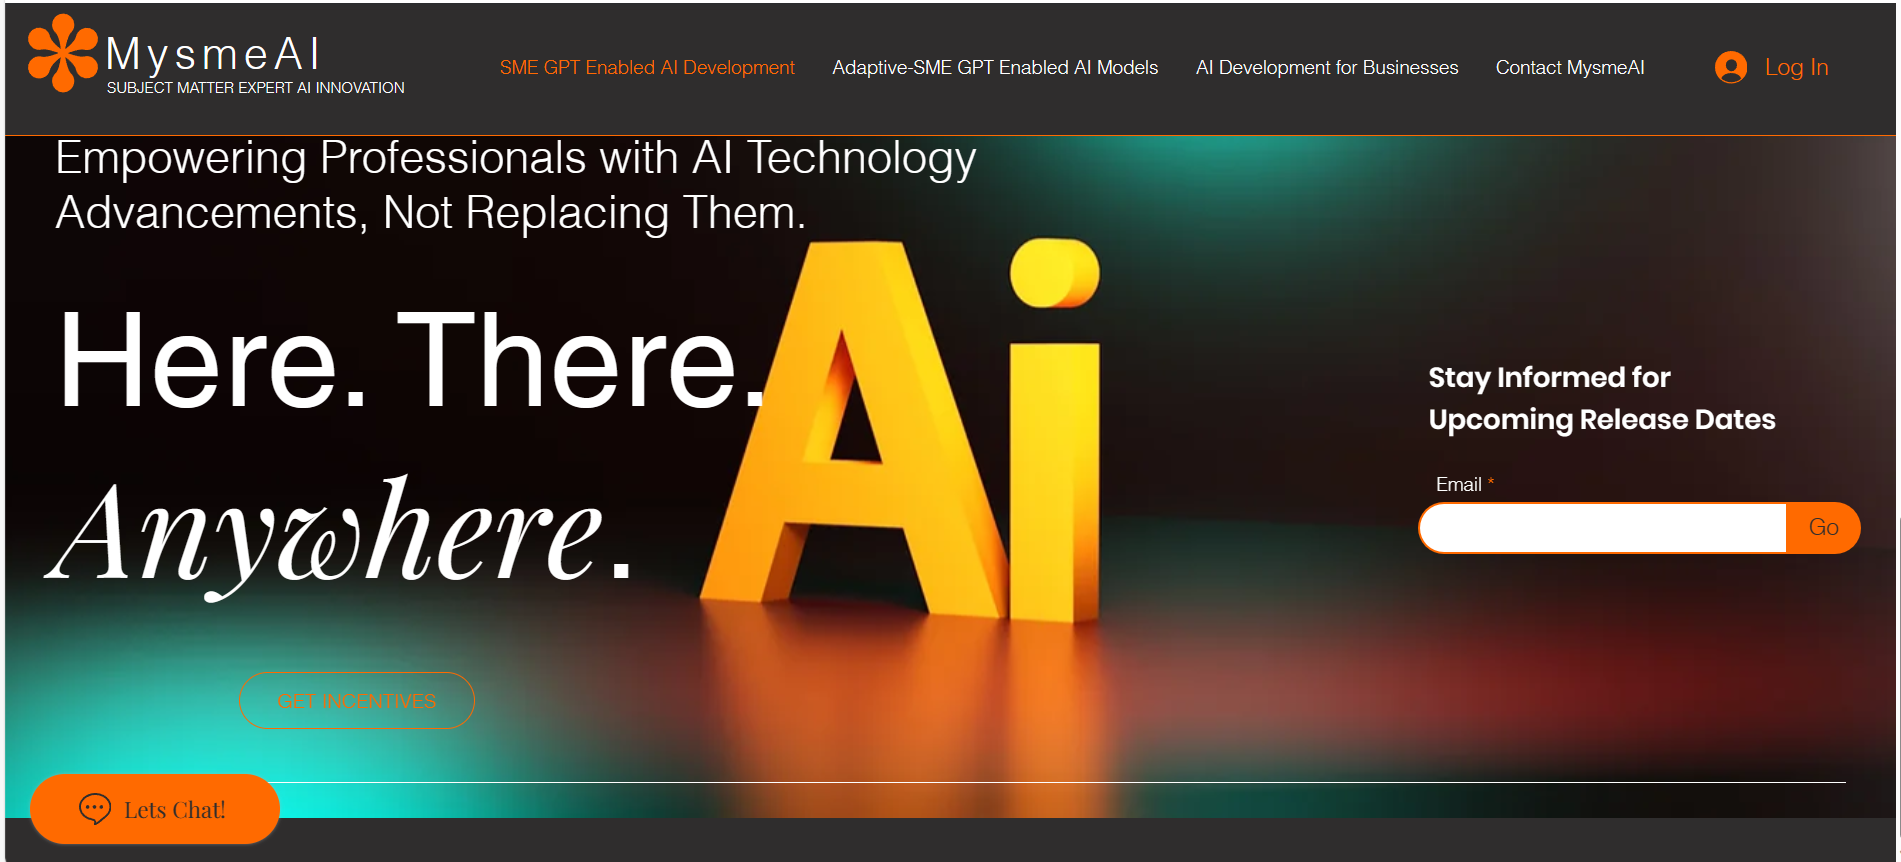 MysmeAI
SUBJECT MATTER EXPERT AI INNOVATION
SME GPT Enabled AI Development
Adaptive-SME GPT Enabled AI Models
AI Development for Businesses
Contact MysmeAI
Log In
Empowering Professionals with AI Technology
Advancements, Not Replacing Them.
Here. There.
Anywhere.
Ai
Stay Informed for
Upcoming Release Dates
Email *
Go
GET INCENTIVES
Lets Chat!